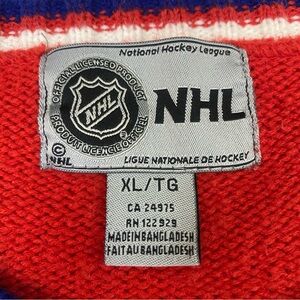 National Hockey League
OFFICIAL LICENSED PRODUCT
NHL
PRODUIT LICENCIÉ OFFICIEL
NHL
© NHL
LIGUE NATIONALE DE HOCKEY
XL/TG
CA 24975
RN 122929
MADE IN BANGLADESH
FAIT AU BANGLADESH